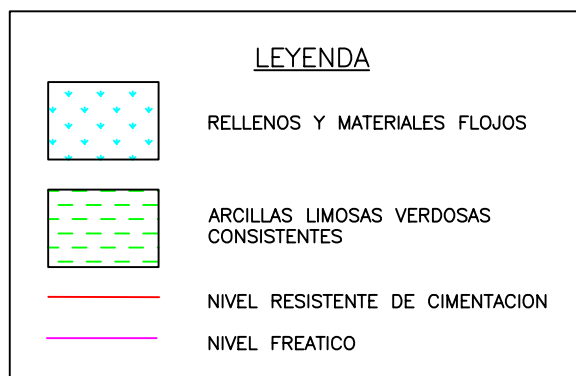 LEYENDA
RELLENOS Y MATERIALES FLOJOS
ARCILLAS LIMOSAS VERDOSAS
CONSISTENTES
NIVEL RESISTENTE DE CIMENTACION
NIVEL FREATICO